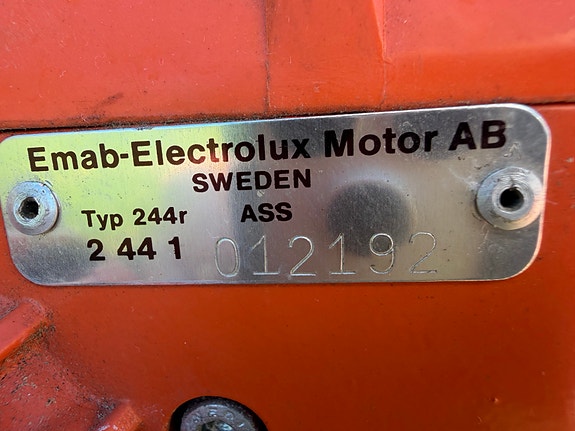 Emab-Electrolux Motor AB
SWEDEN
Typ 244r ASS
2 44 1 012192